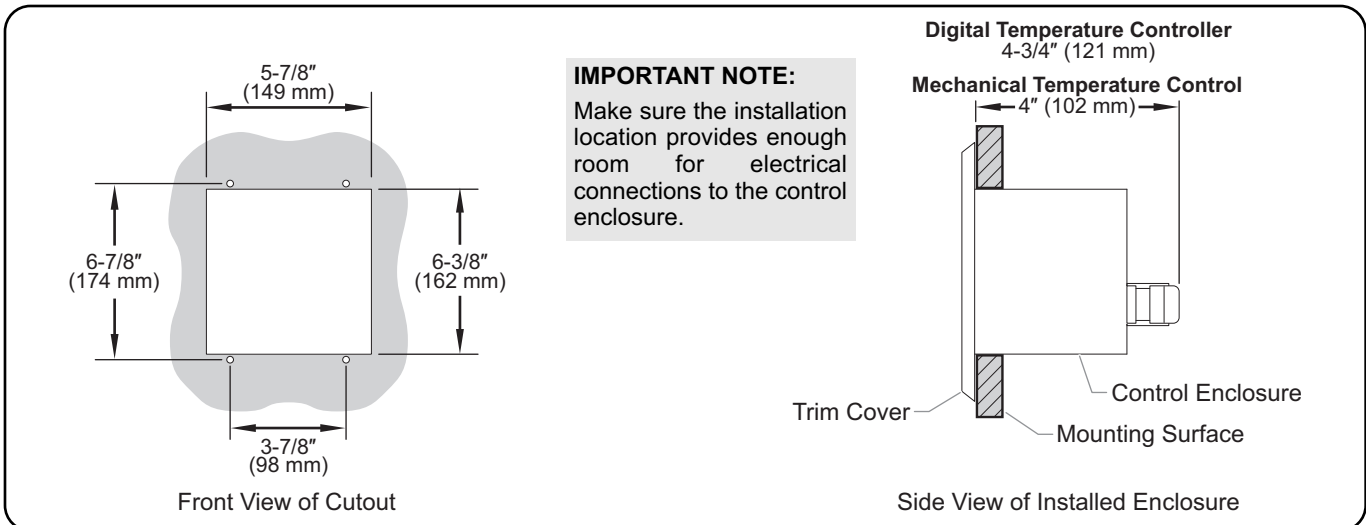 5-7/8″
(149 mm)
6-7/8″
(174 mm)
6-3/8″
(162 mm)
3-7/8″
(98 mm)
Front View of Cutout
IMPORTANT NOTE:
Make sure the installation
location provides enough
room for electrical
connections to the control
enclosure.
Digital Temperature Controller
4-3/4″ (121 mm)
Mechanical Temperature Control
4″ (102 mm)
Trim Cover
Control Enclosure
Mounting Surface
Side View of Installed Enclosure